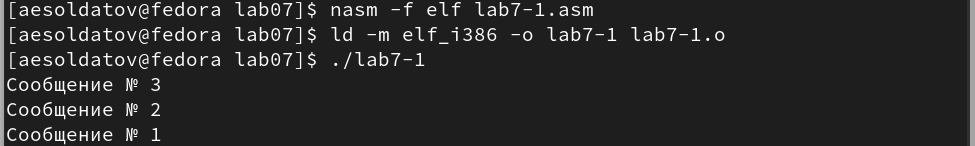 [aesoldatov@fedora lab07]$ nasm -f elf lab7-1.asm
[aesoldatov@fedora lab07]$ ld -m elf_i386 -o lab7-1 lab7-1.o
[aesoldatov@fedora lab07]$ ./lab7-1
Сообщение № 3
Сообщение № 2
Сообщение № 1